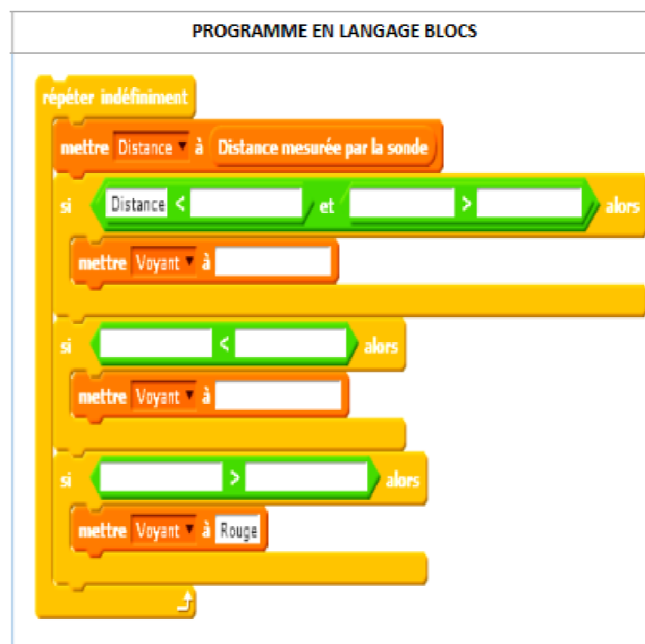 PROGRAMME EN LANGAGE BLOCS
répéter indéfiniment
mettre Distance à Distance mesurée par la sonde
si Distance < et > alors
mettre Voyant à
si < alors
mettre Voyant à
si > alors
mettre Voyant à Rouge